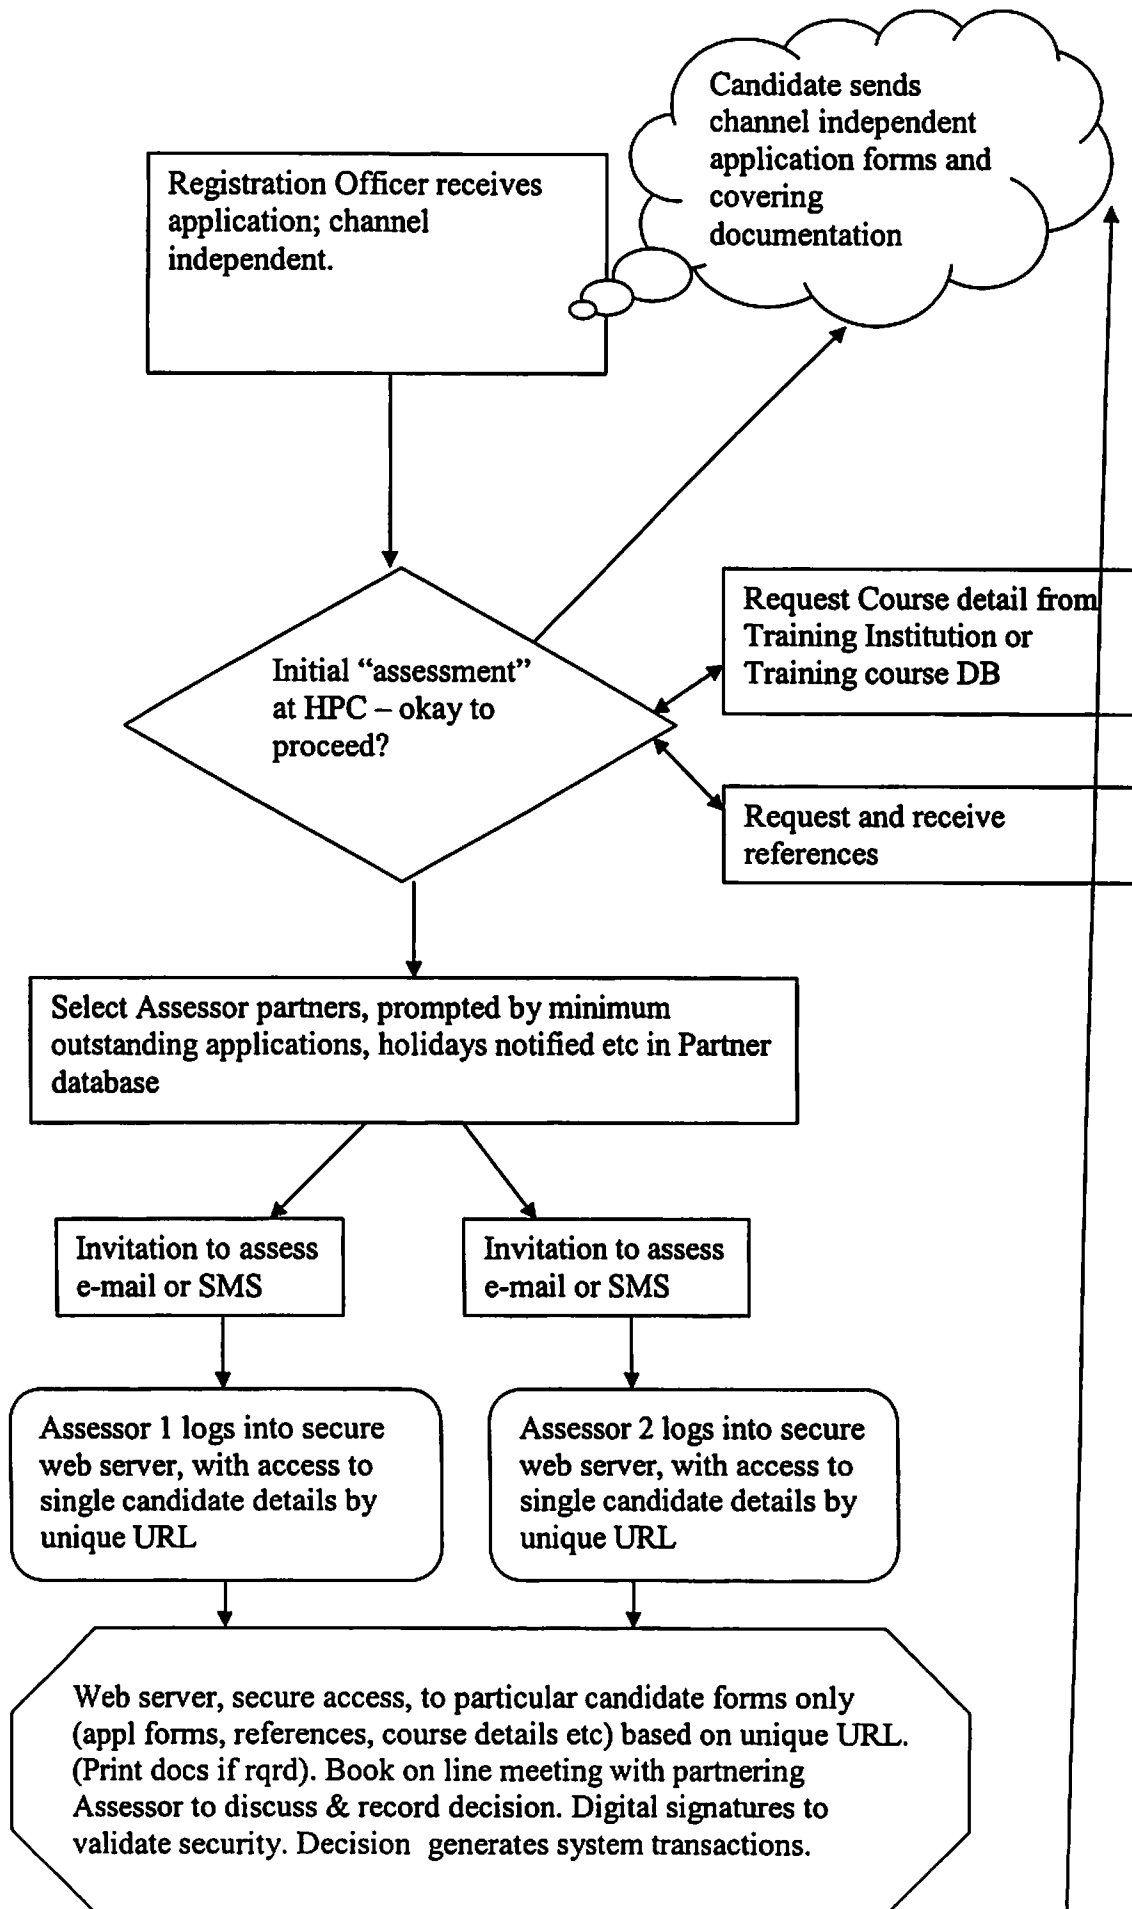 Candidate sends
channel independent
application forms and
covering
documentation
Registration Officer receives
application; channel
independent.
Initial “assessment”
at HPC – okay to
proceed?
Request Course detail from
Training Institution or
Training course DB
Request and receive
references
Select Assessor partners, prompted by minimum
outstanding applications, holidays notified etc in Partner
database
Invitation to assess
e-mail or SMS
Invitation to assess
e-mail or SMS
Assessor 1 logs into secure
web server, with access to
single candidate details by
unique URL
Assessor 2 logs into secure
web server, with access to
single candidate details by
unique URL
Web server, secure access, to particular candidate forms only
(appl forms, references, course details etc) based on unique URL.
(Print docs if rqrd). Book on line meeting with partnering
Assessor to discuss & record decision. Digital signatures to
validate security. Decision generates system transactions.